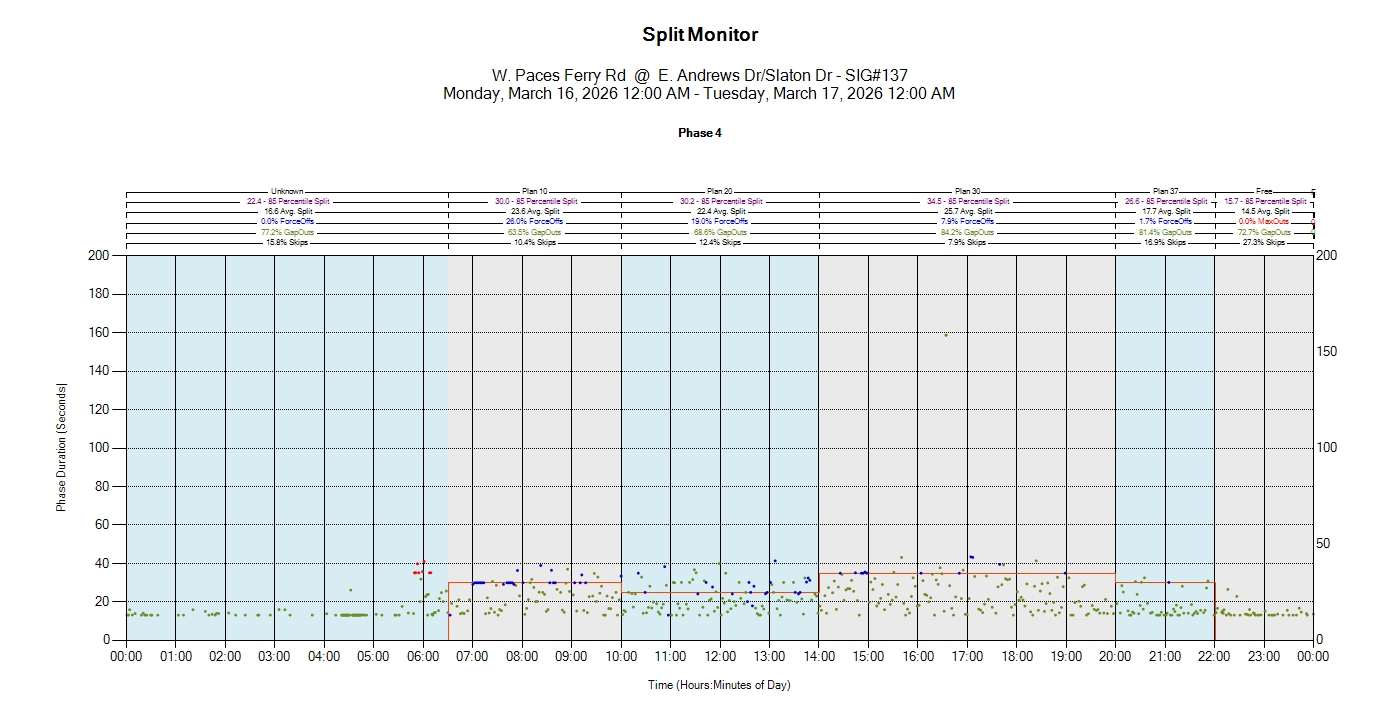 Split Monitor
W. Paces Ferry Rd @ E. Andrews Dr/Slaton Dr - SIG#137
Monday, March 16, 2026 12:00 AM - Tuesday, March 17, 2026 12:00 AM
Phase 4
Unknown Plan 10 Plan 20 Plan 30 Plan 37 Free
22.4 - 85 Percentile Split 30.0 - 85 Percentile Split 30.2 - 85 Percentile Split 34.5 - 85 Percentile Split 26.6 - 85 Percentile Split 15.7 - 85 Percentile Split
16.6 Avg. Split 23.6 Avg. Split 22.4 Avg. Split 25.7 Avg. Split 17.7 Avg. Split 14.5 Avg. Split
0.0% ForceOffs 26.0% ForceOffs 19.0% ForceOffs 7.9% ForceOffs 1.7% ForceOffs 0.0% MaxOuts
77.2% GapOuts 63.5% GapOuts 68.6% GapOuts 84.2% GapOuts 81.4% GapOuts 72.7% GapOuts
15.8% Skips 10.4% Skips 12.4% Skips 7.9% Skips 16.9% Skips 27.3% Skips
200 200
180
160
150
140
120
100 100
80
60
50
40
20
0 0
Phase Duration (Seconds)
00:00 01:00 02:00 03:00 04:00 05:00 06:00 07:00 08:00 09:00 10:00 11:00 12:00 13:00 14:00 15:00 16:00 17:00 18:00 19:00 20:00 21:00 22:00 23:00 00:00
Time (Hours:Minutes of Day)